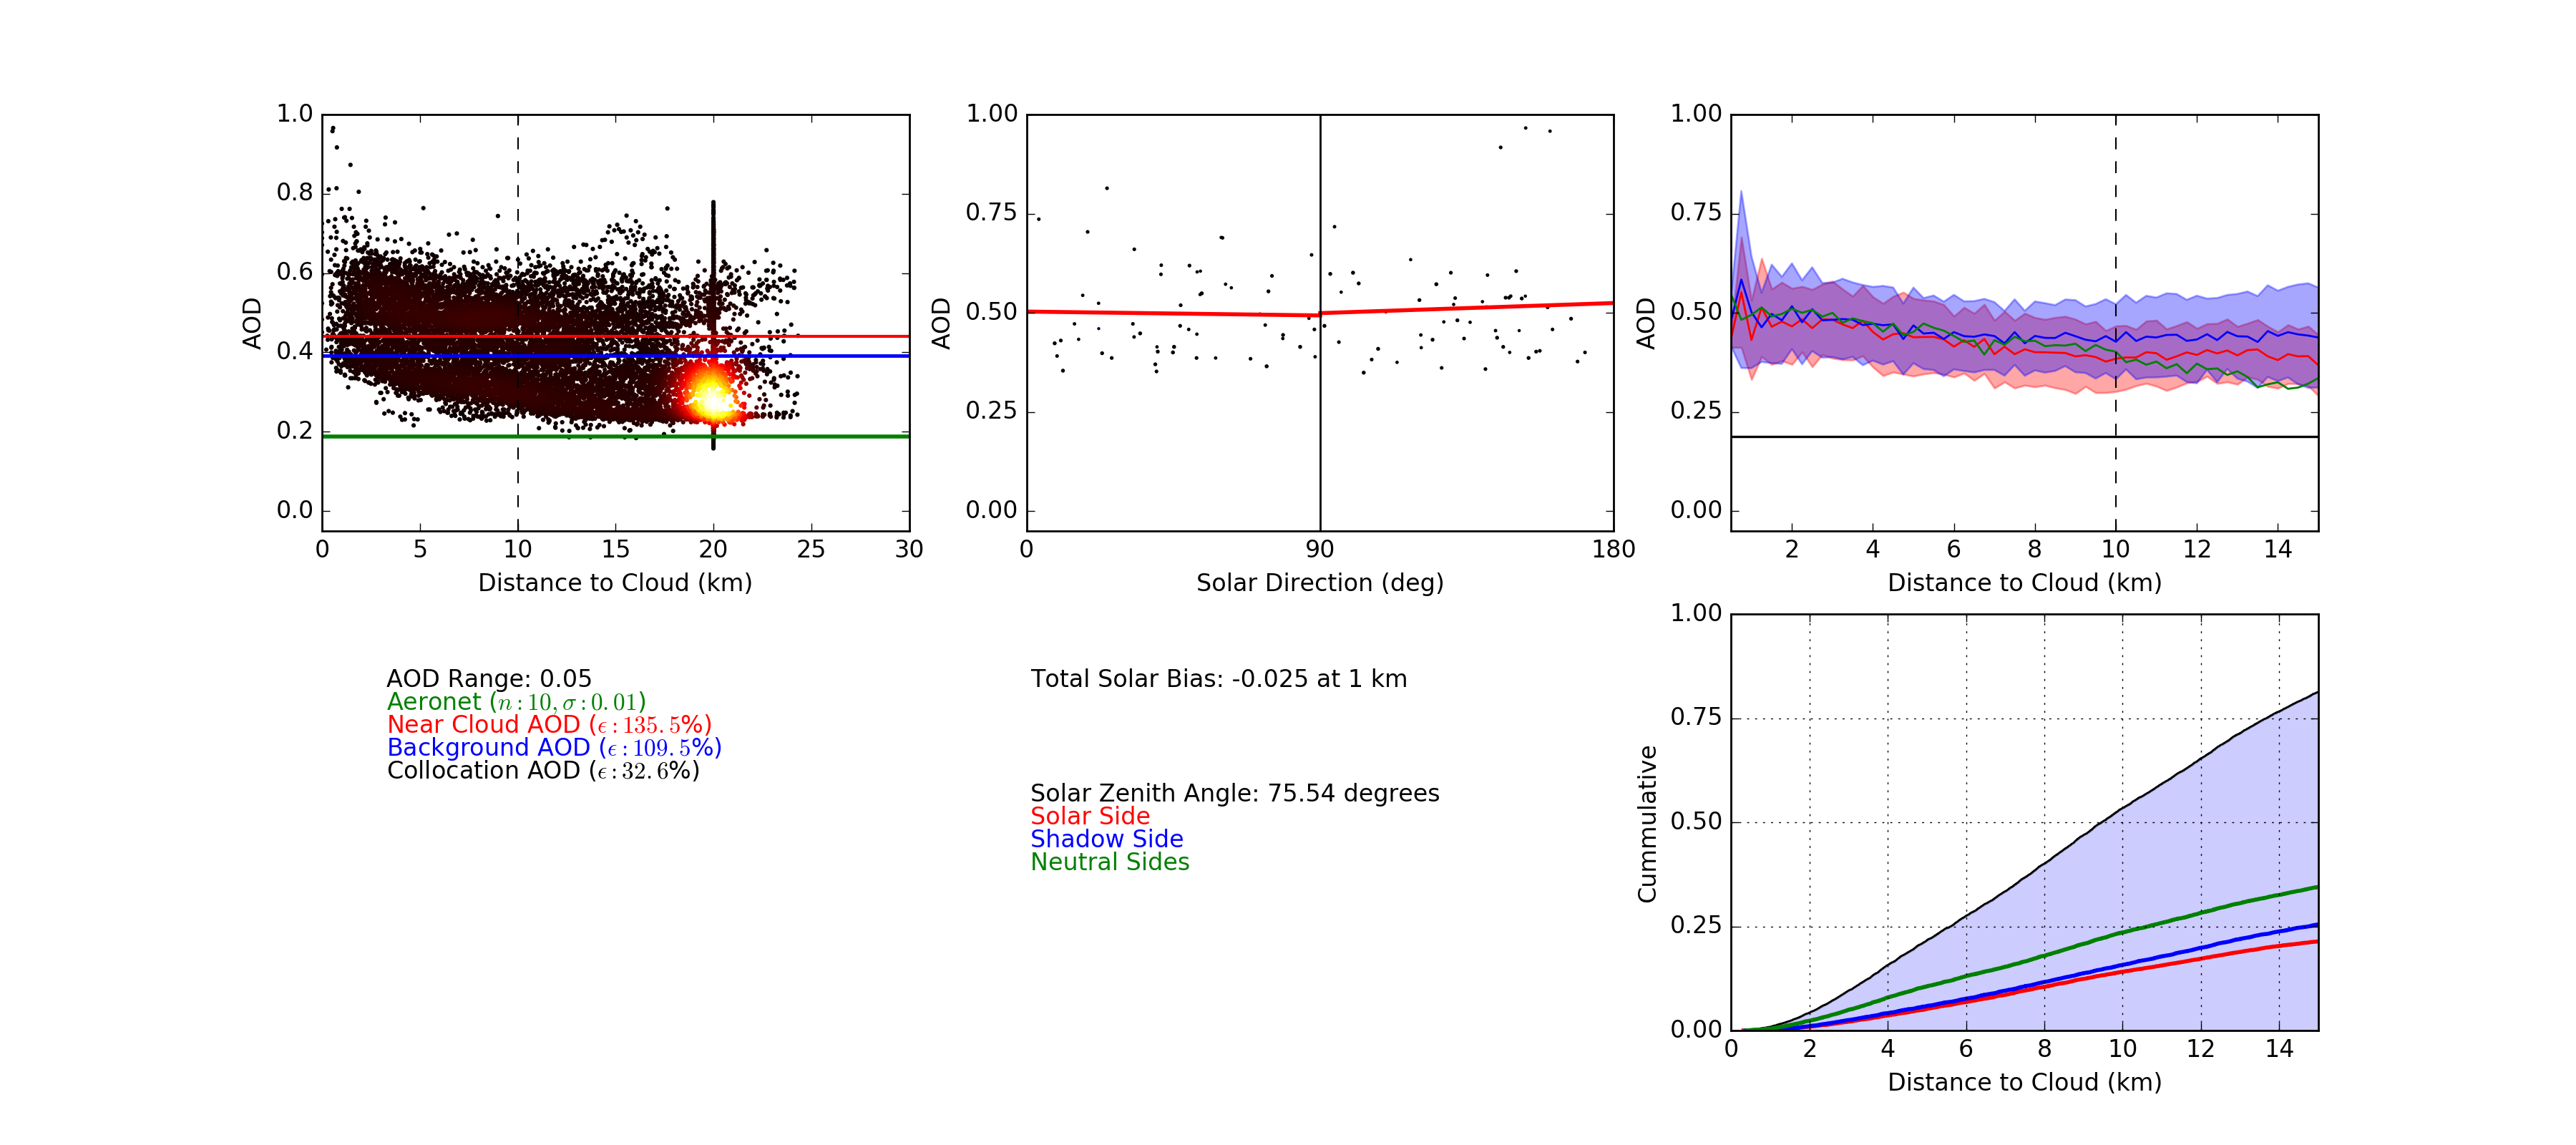 1.0
0.8
0.6
0.4
0.2
0.0
AOD
0 5 10 15 20 25 30
Distance to Cloud (km)
1.00
0.75
0.50
0.25
0.00
AOD
0 90 180
Solar Direction (deg)
1.00
0.75
0.50
0.25
0.00
AOD
2 4 6 8 10 12 14
Distance to Cloud (km)
AOD Range: 0.05
Aeronet (n : 10, σ : 0.01)
Near Cloud AOD (ϵ : 135.5%)
Background AOD (ϵ : 109.5%)
Collocation AOD (ϵ : 32.6%)
Total Solar Bias: -0.025 at 1 km
Solar Zenith Angle: 75.54 degrees
Solar Side
Shadow Side
Neutral Sides
1.00
0.75
0.50
0.25
0.00
Cummulative
0 2 4 6 8 10 12 14
Distance to Cloud (km)